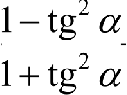 1 − tg² α
1 + tg² α